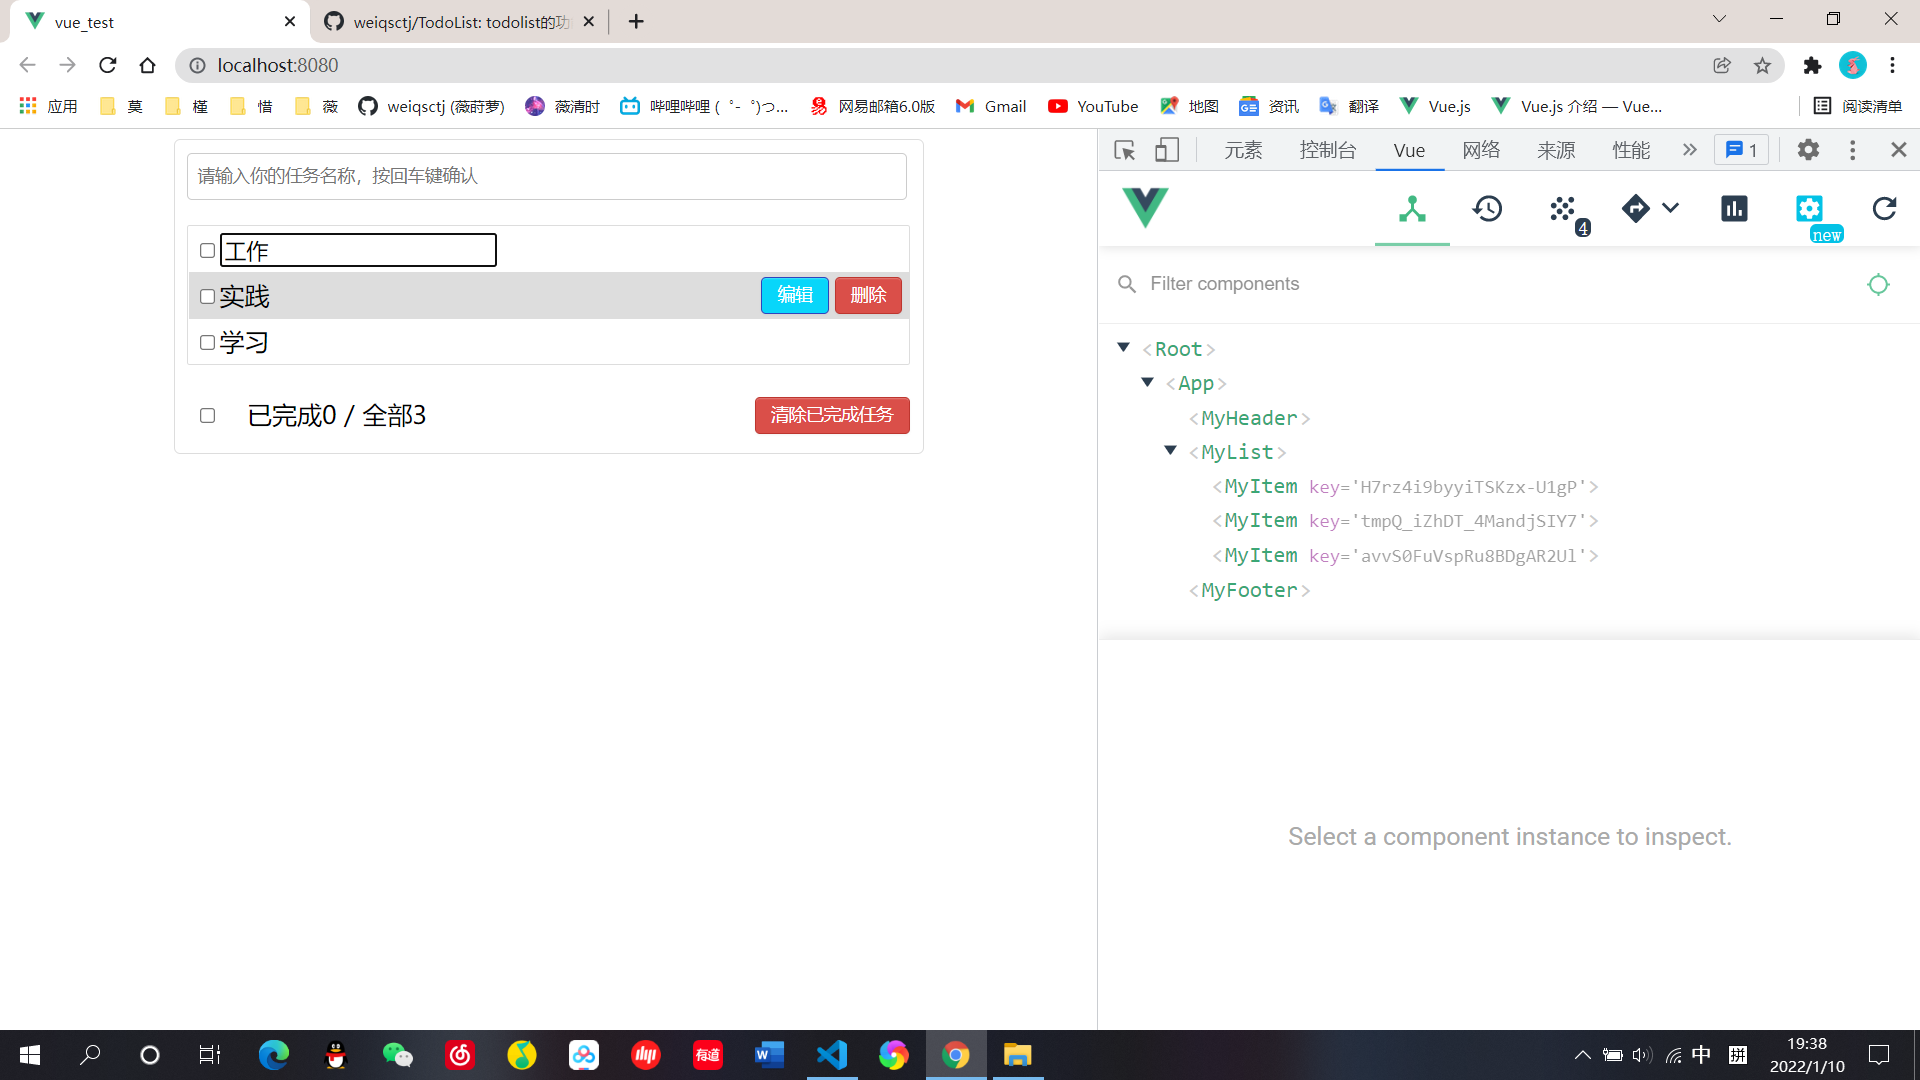 vue_test
weiqsctj/TodoList: todolist的功
localhost:8080
应用
莫
槿
惜
薇
weiqsctj (薇莳萝)
薇清时
哔哩哔哩 (゜-゜)つ...
网易邮箱6.0版
Gmail
YouTube
地图
资讯
翻译
Vue.js
Vue.js 介绍 — Vue...
阅读清单
请输入你的任务名称，按回车键确认
工作
实践
编辑
删除
学习
已完成0 / 全部3
清除已完成任务
元素
控制台
Vue
网络
来源
性能
1
4
new
Filter components
<Root>
<App>
<MyHeader>
<MyList>
<MyItem key='H7rz4i9byyiTSKzx-U1gP'>
<MyItem key='tmpQ_iZhDT_4MandjSIY7'>
<MyItem key='avvS0FuVspRu8BDgAR2Ul'>
<MyFooter>
Select a component instance to inspect.
有道
W
中
拼
19:38
2022/1/10